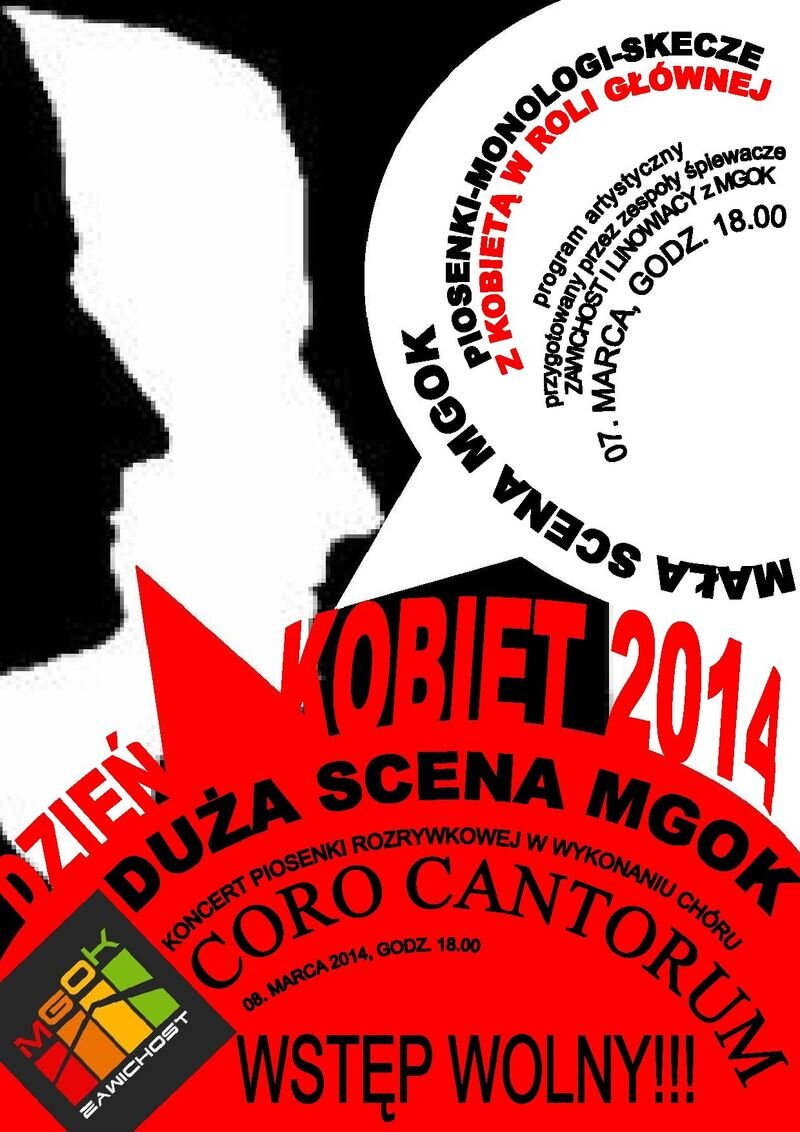 PIOSENKI-MONOLOGI-SKECZE
Z KOBIETĄ W ROLI GŁÓWNEJ
program artystyczny
przygotowany przez zespoły śpiewacze
ZAWICHOST I LINOWIACY z MGOK
07. MARCA, GODZ. 18.00
MAŁA SCENA MGOK
DZIEŃ KOBIET 2014
DUŻA SCENA MGOK
KONCERT PIOSENKI ROZRYWKOWEJ W WYKONANIU CHÓRU
CORO CANTORUM
08. MARCA 2014, GODZ. 18.00
WSTĘP WOLNY!!!
MGOK
ZAWICHOST